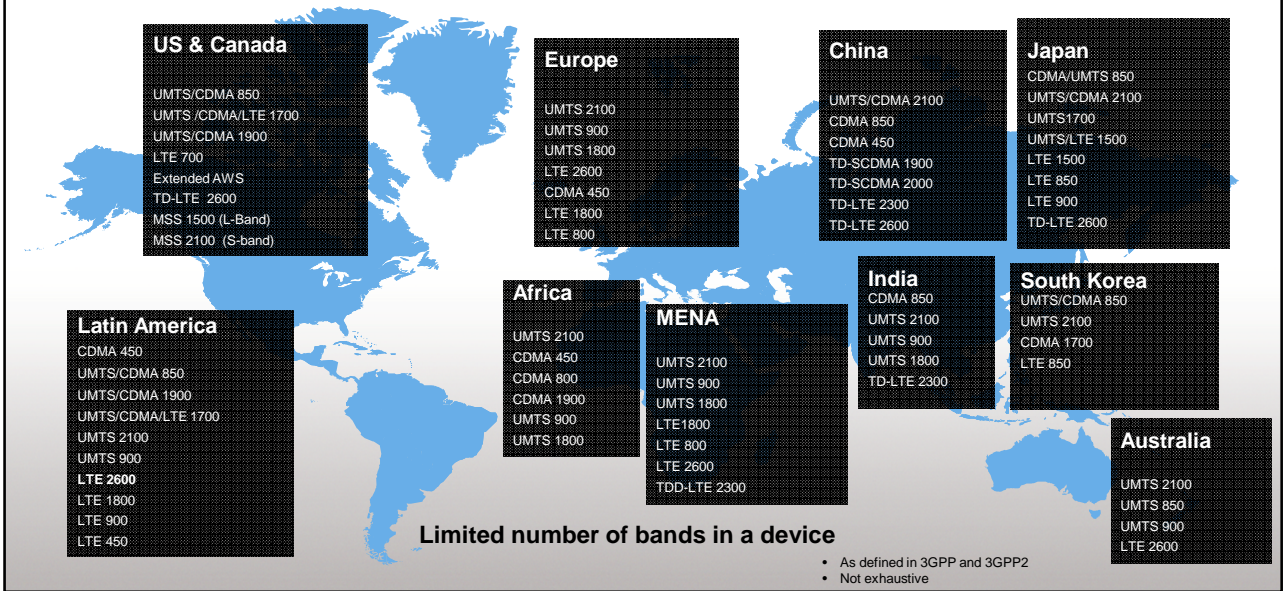 US & Canada
UMTS/CDMA 850
UMTS /CDMA/LTE 1700
UMTS/CDMA 1900
LTE 700
Extended AWS
TD-LTE 2600
MSS 1500 (L-Band)
MSS 2100 (S-band)
Europe
UMTS 2100
UMTS 900
UMTS 1800
LTE 2600
CDMA 450
LTE 1800
LTE 800
China
UMTS/CDMA 2100
CDMA 850
CDMA 450
TD-SCDMA 1900
TD-SCDMA 2000
TD-LTE 2300
TD-LTE 2600
Japan
CDMA/UMTS 850
UMTS/CDMA 2100
UMTS1700
UMTS/LTE 1500
LTE 1500
LTE 850
LTE 900
TD-LTE 2600
Latin America
CDMA 450
UMTS/CDMA 850
UMTS/CDMA 1900
UMTS/CDMA/LTE 1700
UMTS 2100
UMTS 900
LTE 2600
LTE 1800
LTE 900
LTE 450
Africa
UMTS 2100
CDMA 450
CDMA 800
CDMA 1900
UMTS 900
UMTS 1800
MENA
UMTS 2100
UMTS 900
UMTS 1800
LTE1800
LTE 800
LTE 2600
TDD-LTE 2300
India
CDMA 850
UMTS 2100
UMTS 900
UMTS 1800
TD-LTE 2300
South Korea
UMTS/CDMA 850
UMTS 2100
CDMA 1700
LTE 850
Australia
UMTS 2100
UMTS 850
UMTS 900
LTE 2600
Limited number of bands in a device
• As defined in 3GPP and 3GPP2
• Not exhaustive